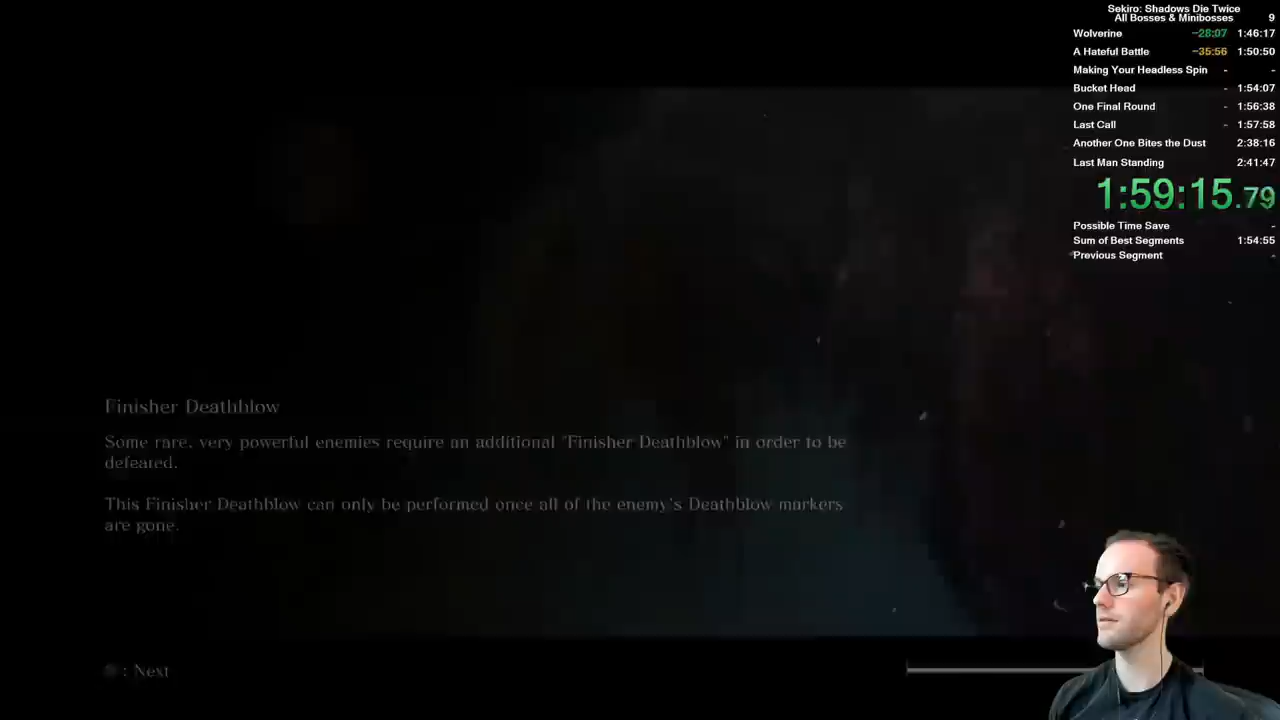 Sekiro: Shadows Die Twice
All Bosses & Minibosses 9
Wolverine -28:07 1:46:17
A Hateful Battle -35:56 1:50:50
Making Your Headless Spin - -
Bucket Head - 1:54:07
One Final Round - 1:56:38
Last Call - 1:57:58
Another One Bites the Dust 2:38:16
Last Man Standing 2:41:47
1:59:15.79
Possible Time Save -
Sum of Best Segments 1:54:55
Previous Segment -
Finisher Deathblow
Some rare, very powerful enemies require an additional "Finisher Deathblow" in order to be
defeated.
This Finisher Deathblow can only be performed once all of the enemy's Deathblow markers
are gone.
: Next